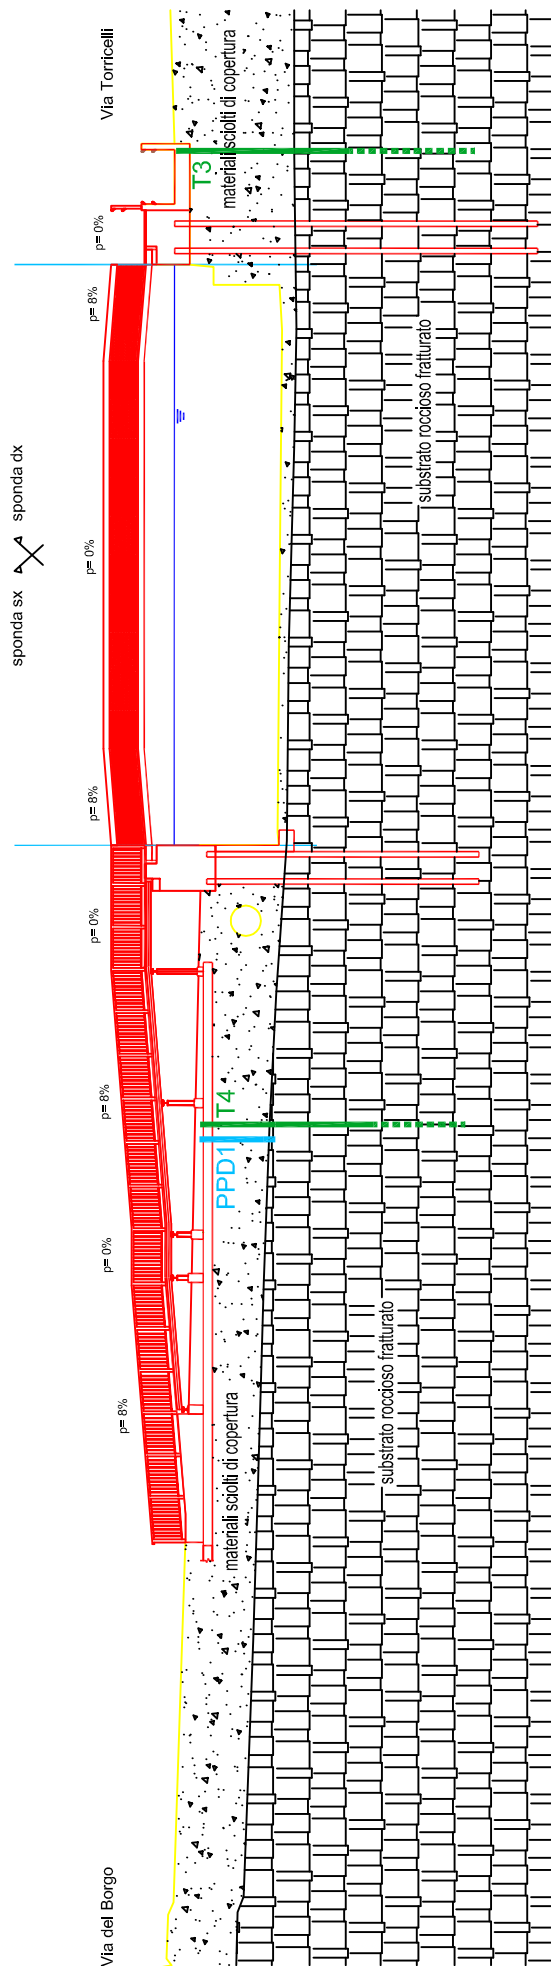 Via del Borgo
Via Torricelli
sponda sx
sponda dx
p= 8%
p= 0%
p= 8%
p= 0%
p= 8%
p= 0%
p= 8%
p= 0%
PPD1
T4
T3
materiali sciolti di copertura
materiali sciolti di copertura
substrato roccioso fratturato
substrato roccioso fratturato